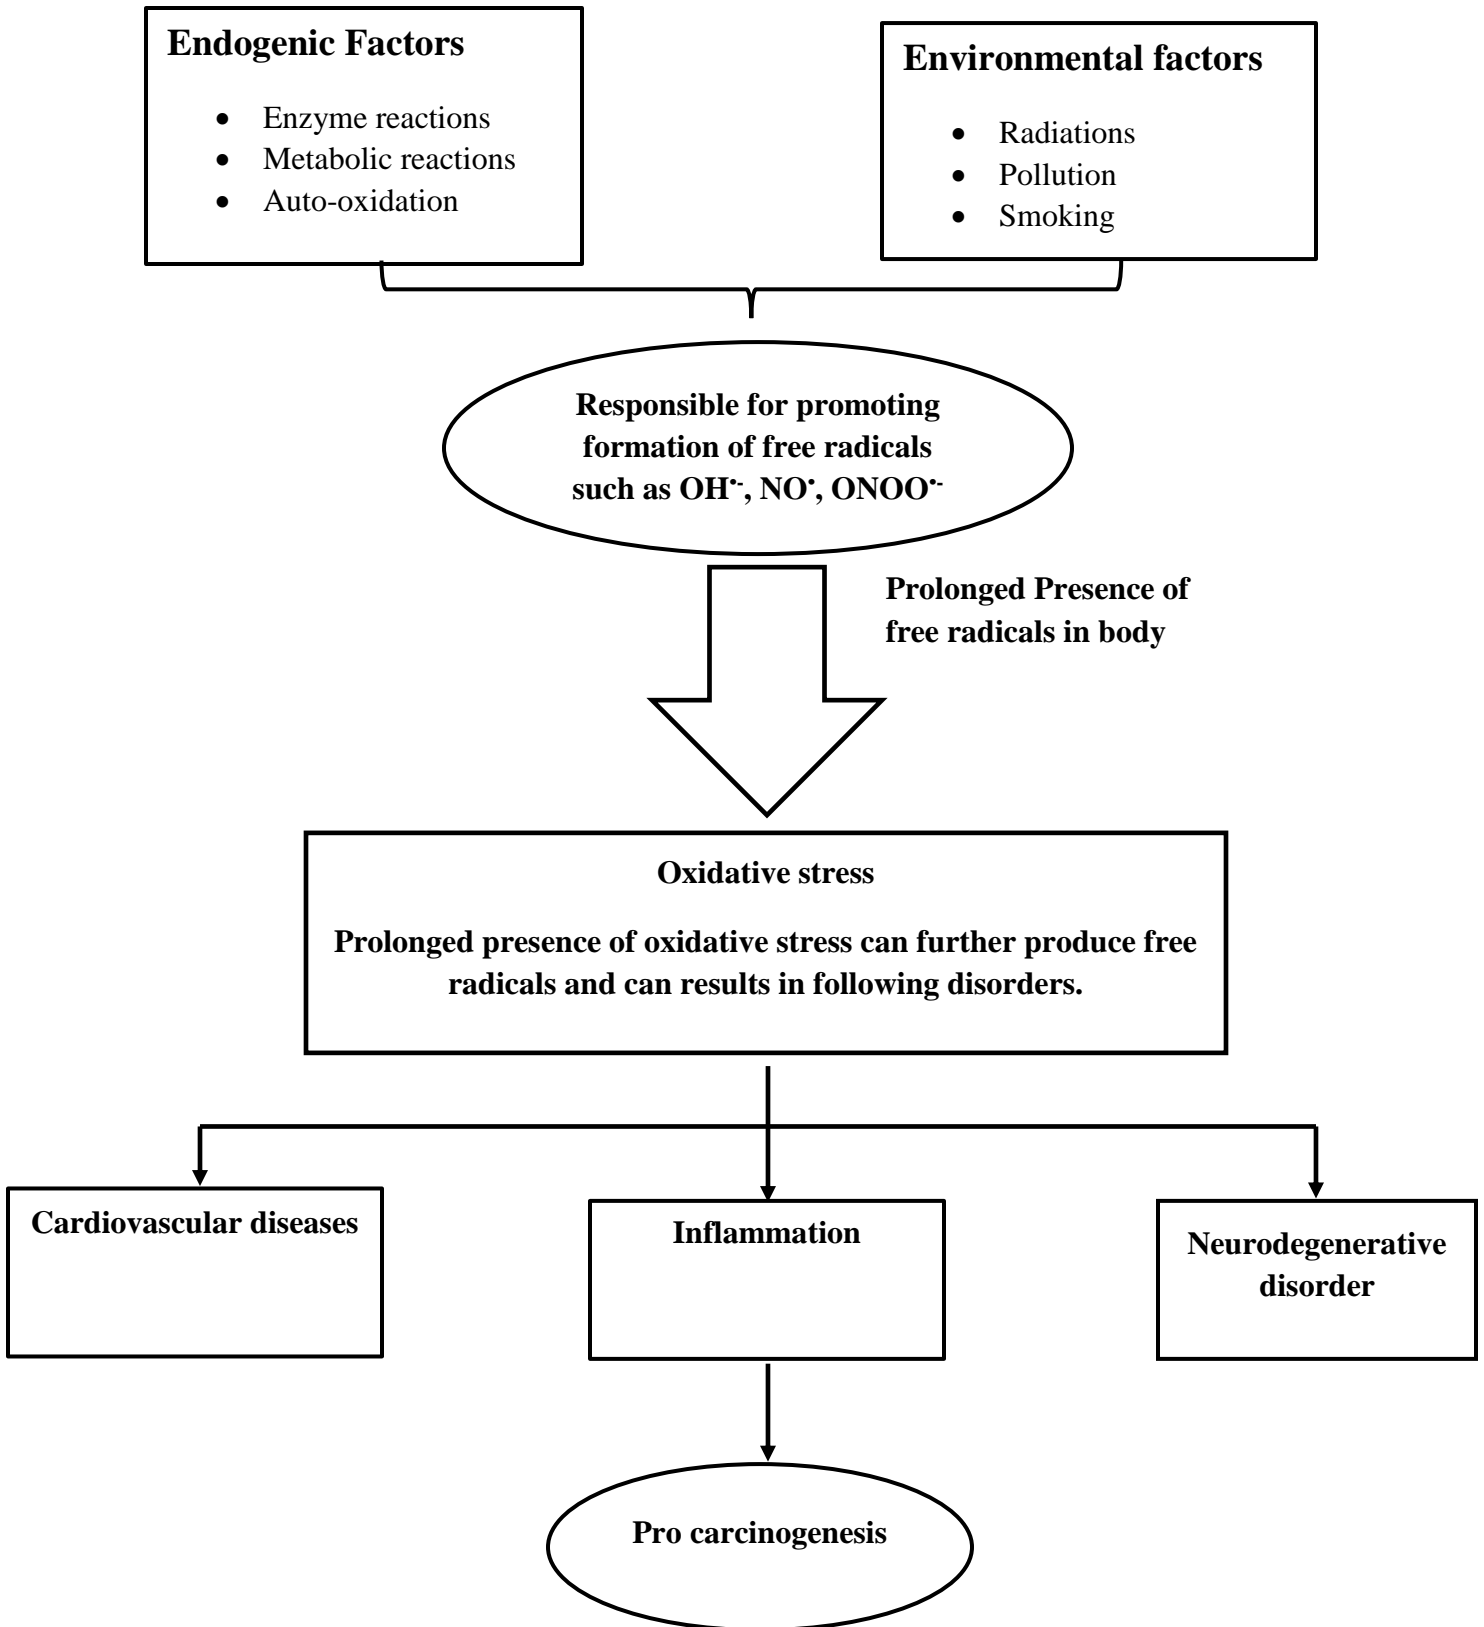 Endogenic Factors
• Enzyme reactions
• Metabolic reactions
• Auto-oxidation
Environmental factors
• Radiations
• Pollution
• Smoking
Responsible for promoting
formation of free radicals
such as OH•-, NO•, ONOO•-
Prolonged Presence of
free radicals in body
Oxidative stress
Prolonged presence of oxidative stress can further produce free
radicals and can results in following disorders.
Cardiovascular diseases
Inflammation
Neurodegenerative
disorder
Pro carcinogenesis